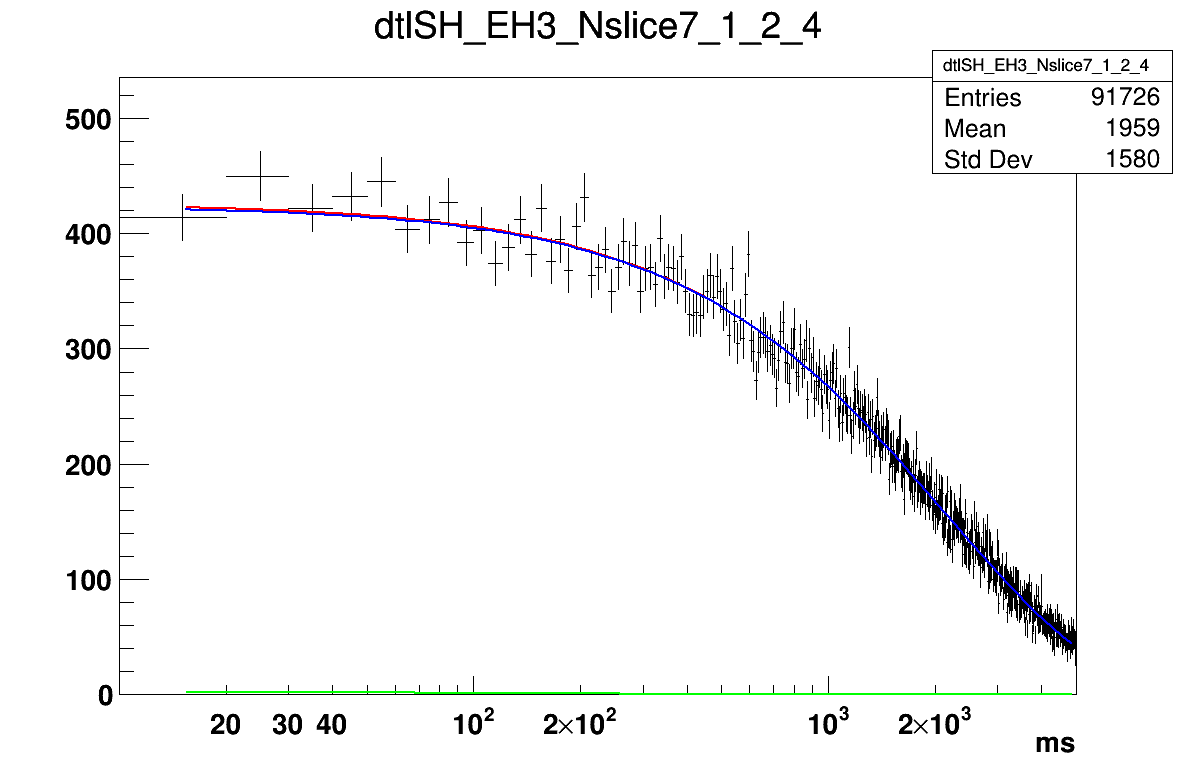 dtlSH_EH3_Nslice7_1_2_4
dtlSH_EH3_Nslice7_1_2_4
Entries 91726
Mean 1959
Std Dev 1580
500
400
300
200
100
0
20 30 40 10² 2×10² 10³ 2×10³
ms